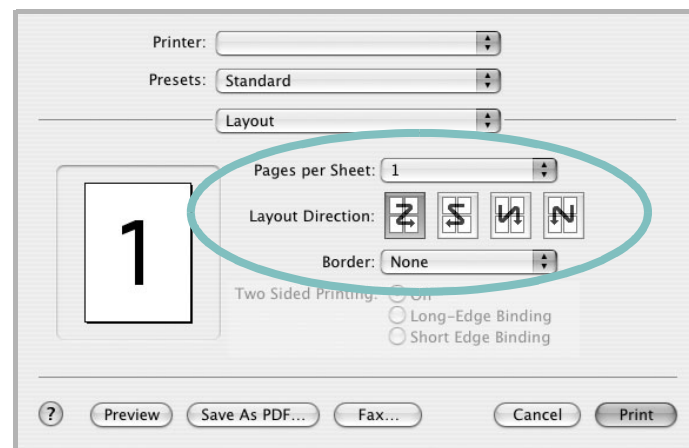 Printer:
Presets: Standard
Layout
Pages per Sheet: 1
1
Layout Direction:
Border: None
Two Sided Printing: Off
Long-Edge Binding
Short Edge Binding
? Preview Save As PDF... Fax... Cancel Print